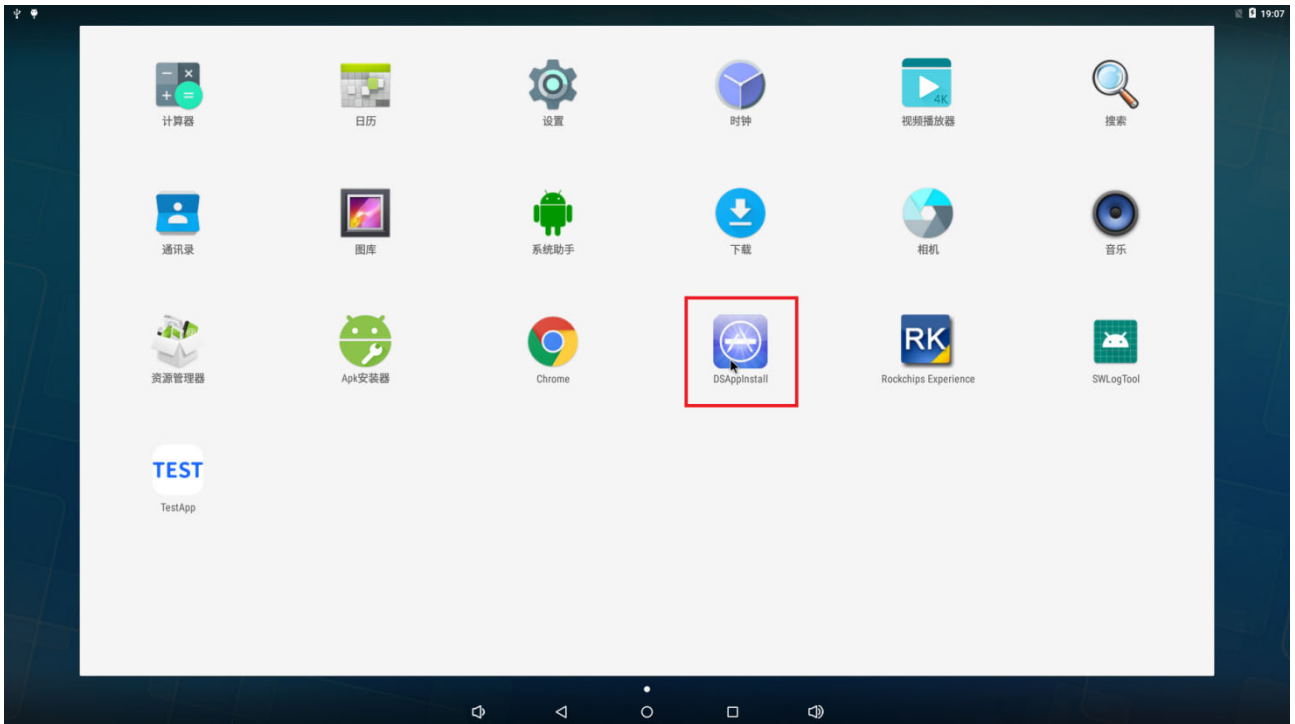 19:07
计算器
日历
设置
时钟
4K
视频播放器
搜索
通讯录
图库
系统助手
下载
相机
音乐
资源管理器
Apk安装器
Chrome
DSAppInstall
RK
Rockchips Experience
SWLogTool
TEST
TestApp